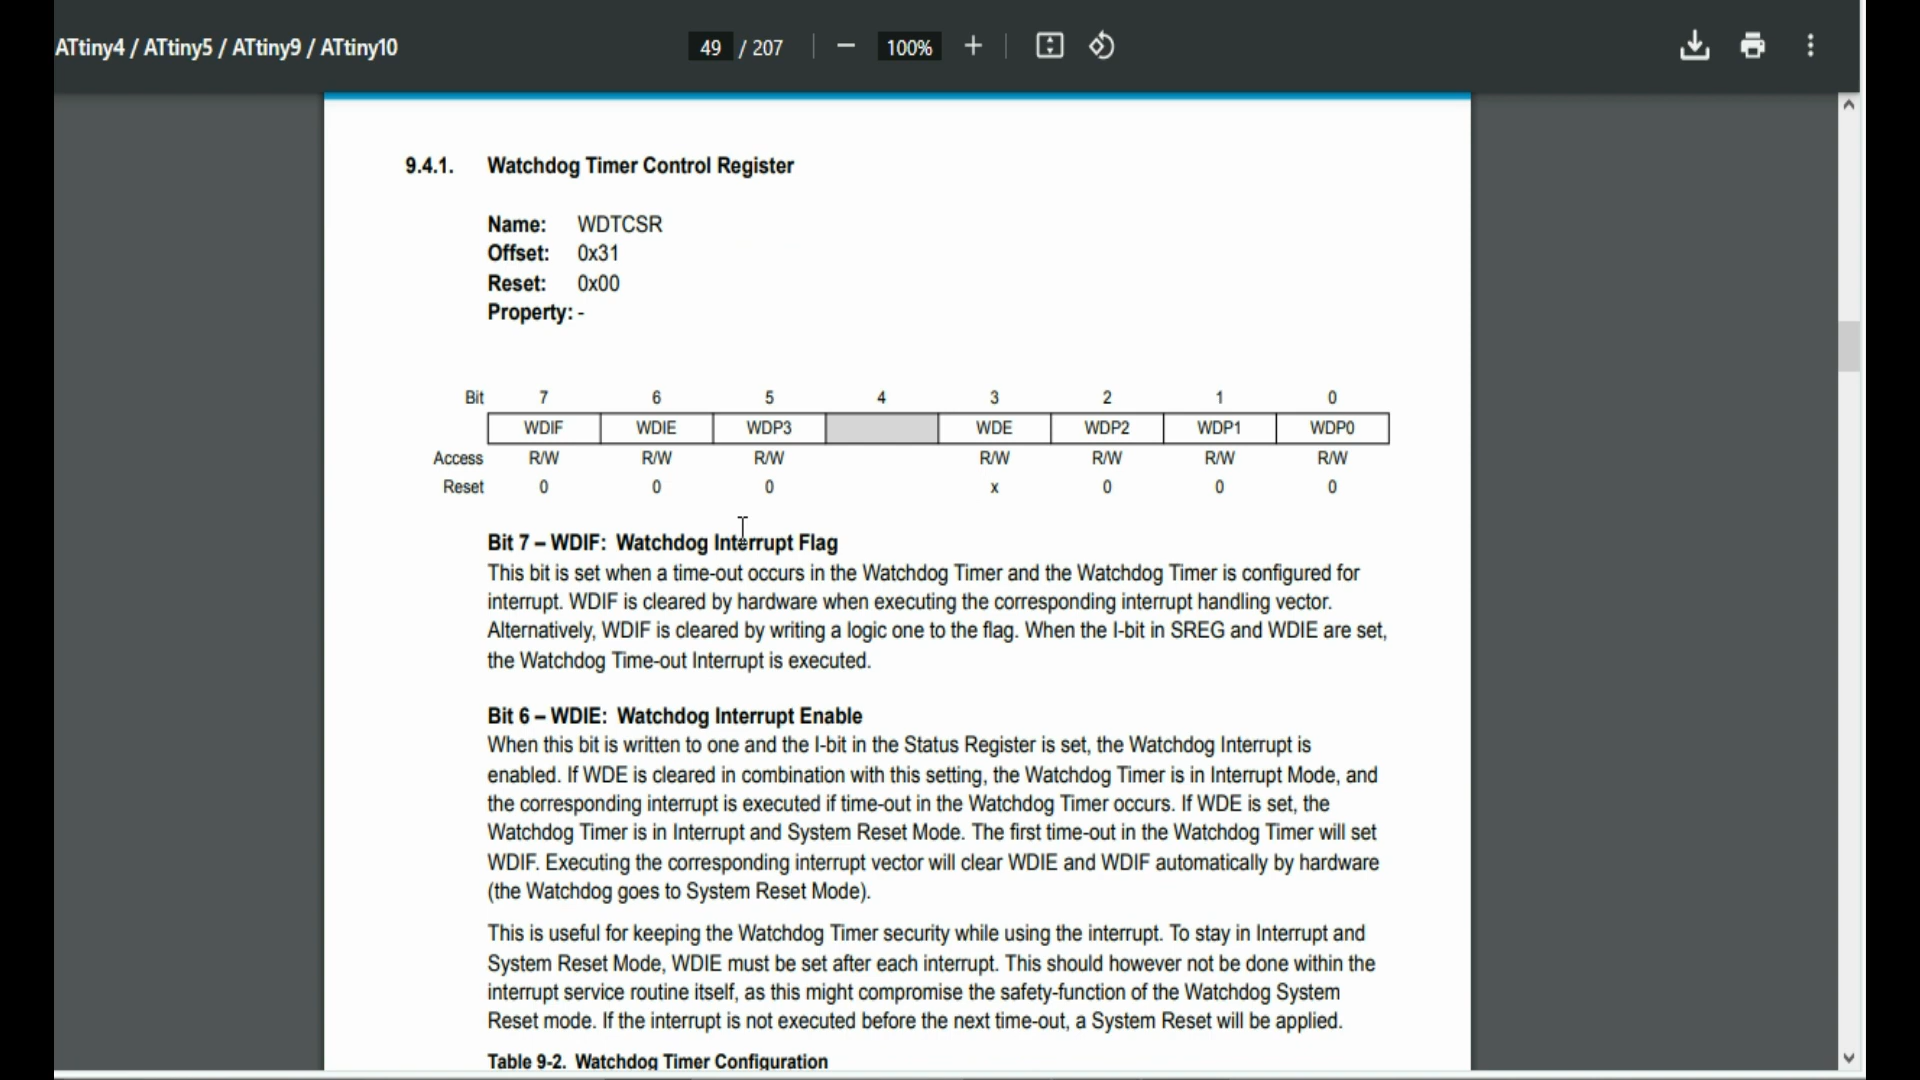 ATtiny4 / ATtiny5 / ATtiny9 / ATtiny10
49 / 207
100%
9.4.1. Watchdog Timer Control Register
Name: WDTCSR
Offset: 0x31
Reset: 0x00
Property: -
Bit 7 6 5 4 3 2 1 0
WDIF WDIE WDP3 WDE WDP2 WDP1 WDP0
Access R/W R/W R/W R/W R/W R/W R/W
Reset 0 0 0 x 0 0 0
Bit 7 – WDIF: Watchdog Interrupt Flag
This bit is set when a time-out occurs in the Watchdog Timer and the Watchdog Timer is configured for
interrupt. WDIF is cleared by hardware when executing the corresponding interrupt handling vector.
Alternatively, WDIF is cleared by writing a logic one to the flag. When the I-bit in SREG and WDIE are set,
the Watchdog Time-out Interrupt is executed.
Bit 6 – WDIE: Watchdog Interrupt Enable
When this bit is written to one and the I-bit in the Status Register is set, the Watchdog Interrupt is
enabled. If WDE is cleared in combination with this setting, the Watchdog Timer is in Interrupt Mode, and
the corresponding interrupt is executed if time-out in the Watchdog Timer occurs. If WDE is set, the
Watchdog Timer is in Interrupt and System Reset Mode. The first time-out in the Watchdog Timer will set
WDIF. Executing the corresponding interrupt vector will clear WDIE and WDIF automatically by hardware
(the Watchdog goes to System Reset Mode).
This is useful for keeping the Watchdog Timer security while using the interrupt. To stay in Interrupt and
System Reset Mode, WDIE must be set after each interrupt. This should however not be done within the
interrupt service routine itself, as this might compromise the safety-function of the Watchdog System
Reset mode. If the interrupt is not executed before the next time-out, a System Reset will be applied.
Table 9-2. Watchdog Timer Configuration